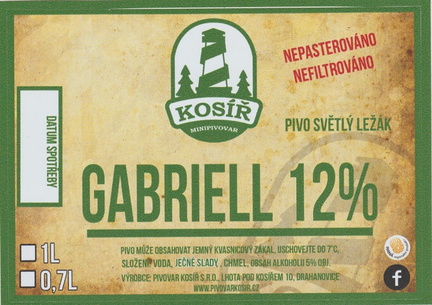 KOSÍŘ
MINIPIVOVAR
NEPASTEROVÁNO
NEFILTROVÁNO
DATUM SPOTŘEBY
PIVO SVĚTLÝ LEŽÁK
GABRIELL 12%
1L
0,7L
PIVO MŮŽE OBSAHOVAT JEMNÝ KVASNICOVÝ ZÁKAL, USCHOVEJTE DO 7°C,
SLOŽENÍ: VODA, JEČNÉ SLADY, CHMEL, OBSAH ALKOHOLU 5% OBJ.
VÝROBCE: PIVOVAR KOSÍŘ S.R.O., LHOTA POD KOSÍŘEM 10, DRAHANOVICE,
WWW.PIVOVARKOSIR.CZ
f